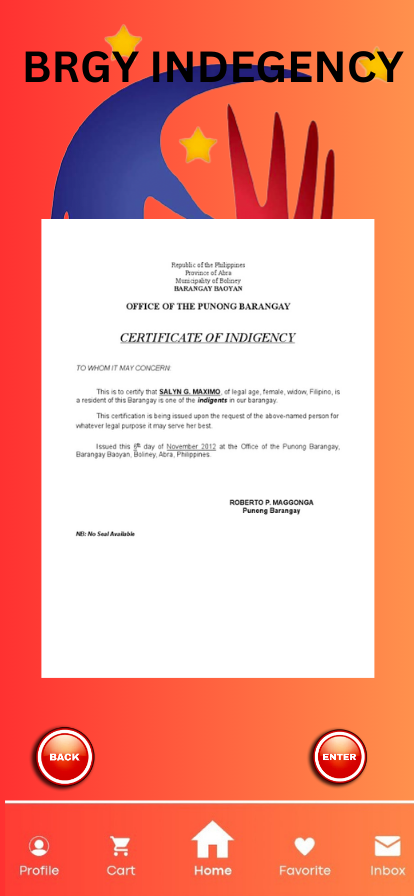 BRGY INDEGENCY
Republic of the Philippines
Province of Abra
Municipality of Boliney
BARANGAY BAOYAN
OFFICE OF THE PUNONG BARANGAY
CERTIFICATE OF INDIGENCY
TO WHOM IT MAY CONCERN:
This is to certify that SALYN G. MAXIMO, of legal age, female, widow, Filipino, is
a resident of this Barangay is one of the indigents in our barangay.
This certification is being issued upon the request of the above-named person for
whatever legal purpose it may serve her best.
Issued this day of November 2012 at the Office of the Punong Barangay,
Barangay Baoyan, Boliney, Abra, Philippines.
ROBERTO P. MAGGONGA
Punong Barangay
NB: No Seal Available
BACK
ENTER
Profile
Cart
Home
Favorite
Inbox